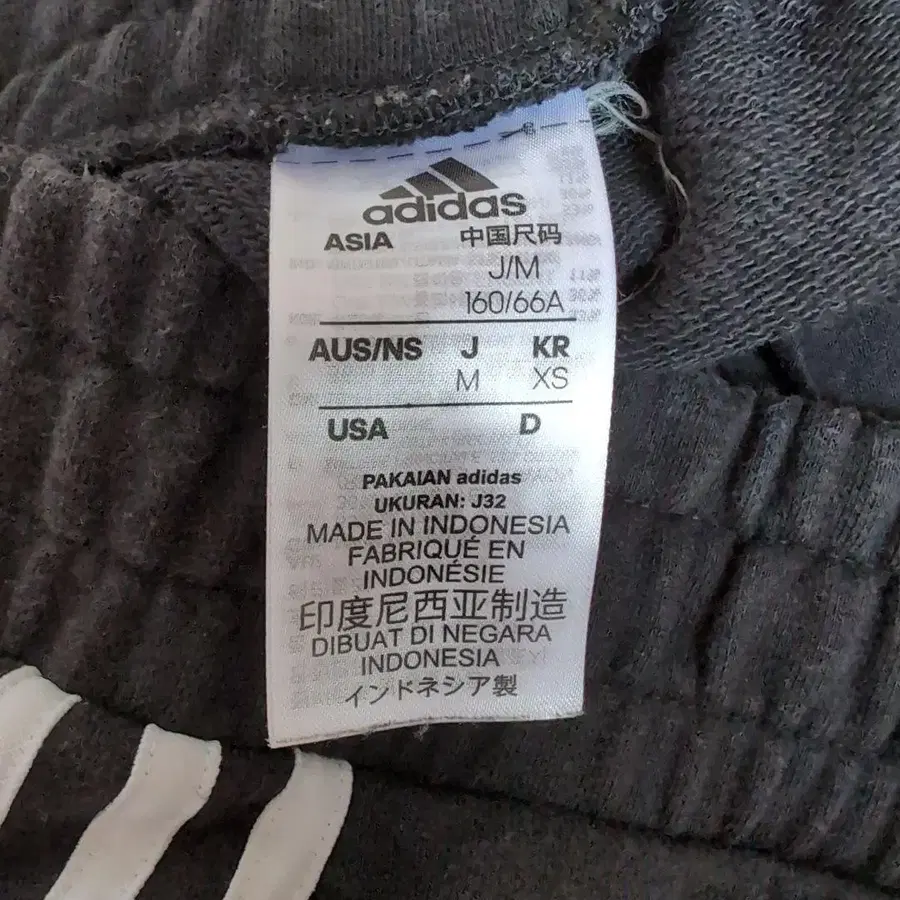 adidas
ASIA 中国尺码
J/M
160/66A
AUS/NS J KR
M XS
USA D
PAKAIAN adidas
UKURAN: J32
MADE IN INDONESIA
FABRIQUÉ EN
INDONÉSIE
印度尼西亚制造
DIBUAT DI NEGARA
INDONESIA
インドネシア製